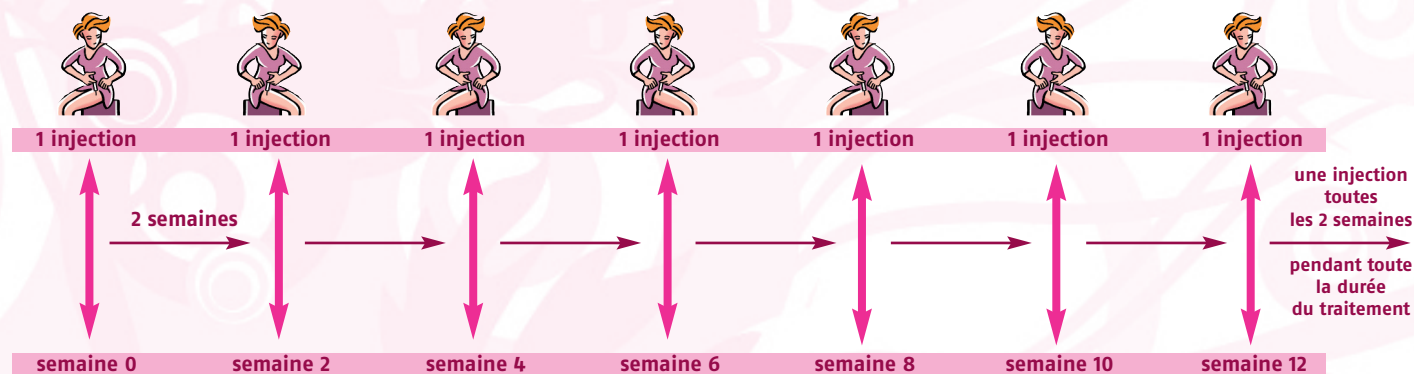 1 injection 1 injection 1 injection 1 injection 1 injection 1 injection 1 injection
2 semaines
une injection
toutes
les 2 semaines
pendant toute
la durée
du traitement
semaine 0 semaine 2 semaine 4 semaine 6 semaine 8 semaine 10 semaine 12